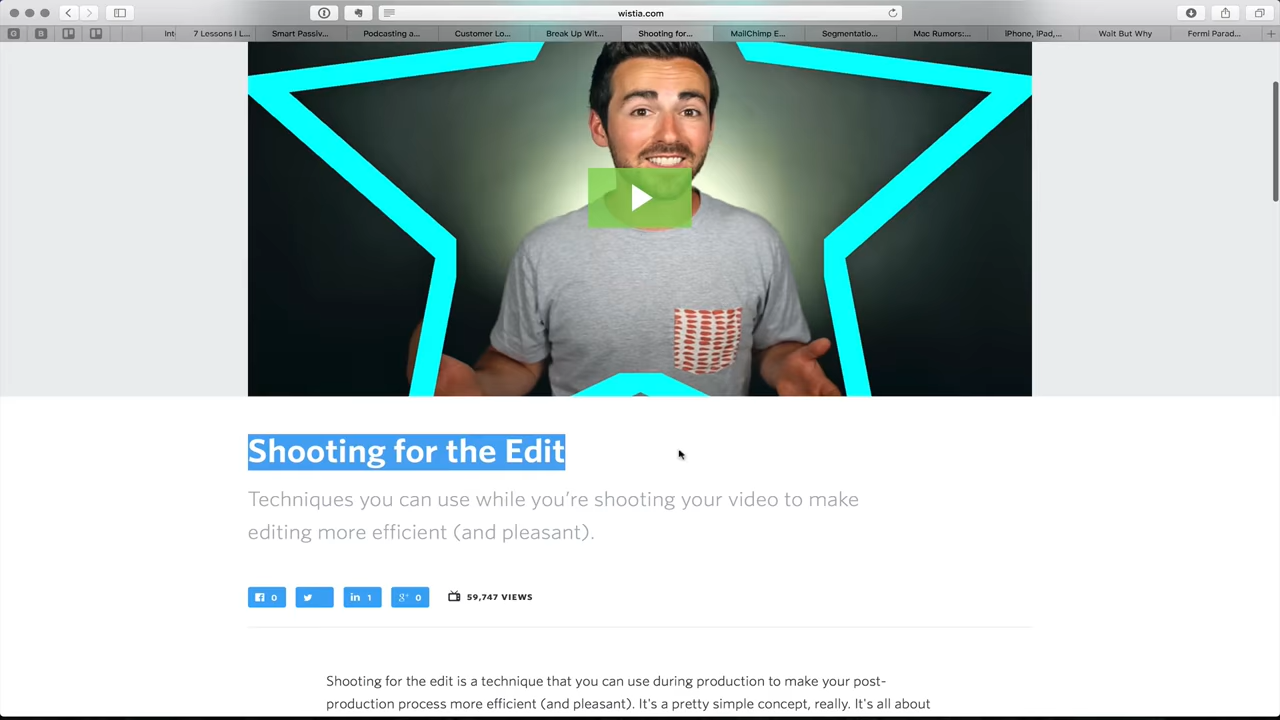 wistia.com
Int
7 Lessons I L...
Smart Passiv...
Podcasting a...
Customer Lo...
Break Up Wit...
Shooting for...
MailChimp E...
Segmentatio...
Mac Rumors:...
iPhone, iPad,...
Wait But Why
Fermi Parad...
Shooting for the Edit
Techniques you can use while you're shooting your video to make
editing more efficient (and pleasant).
0
in 1
g+ 0
59,747 VIEWS
Shooting for the edit is a technique that you can use during production to make your post-
production process more efficient (and pleasant). It's a pretty simple concept, really. It's all about